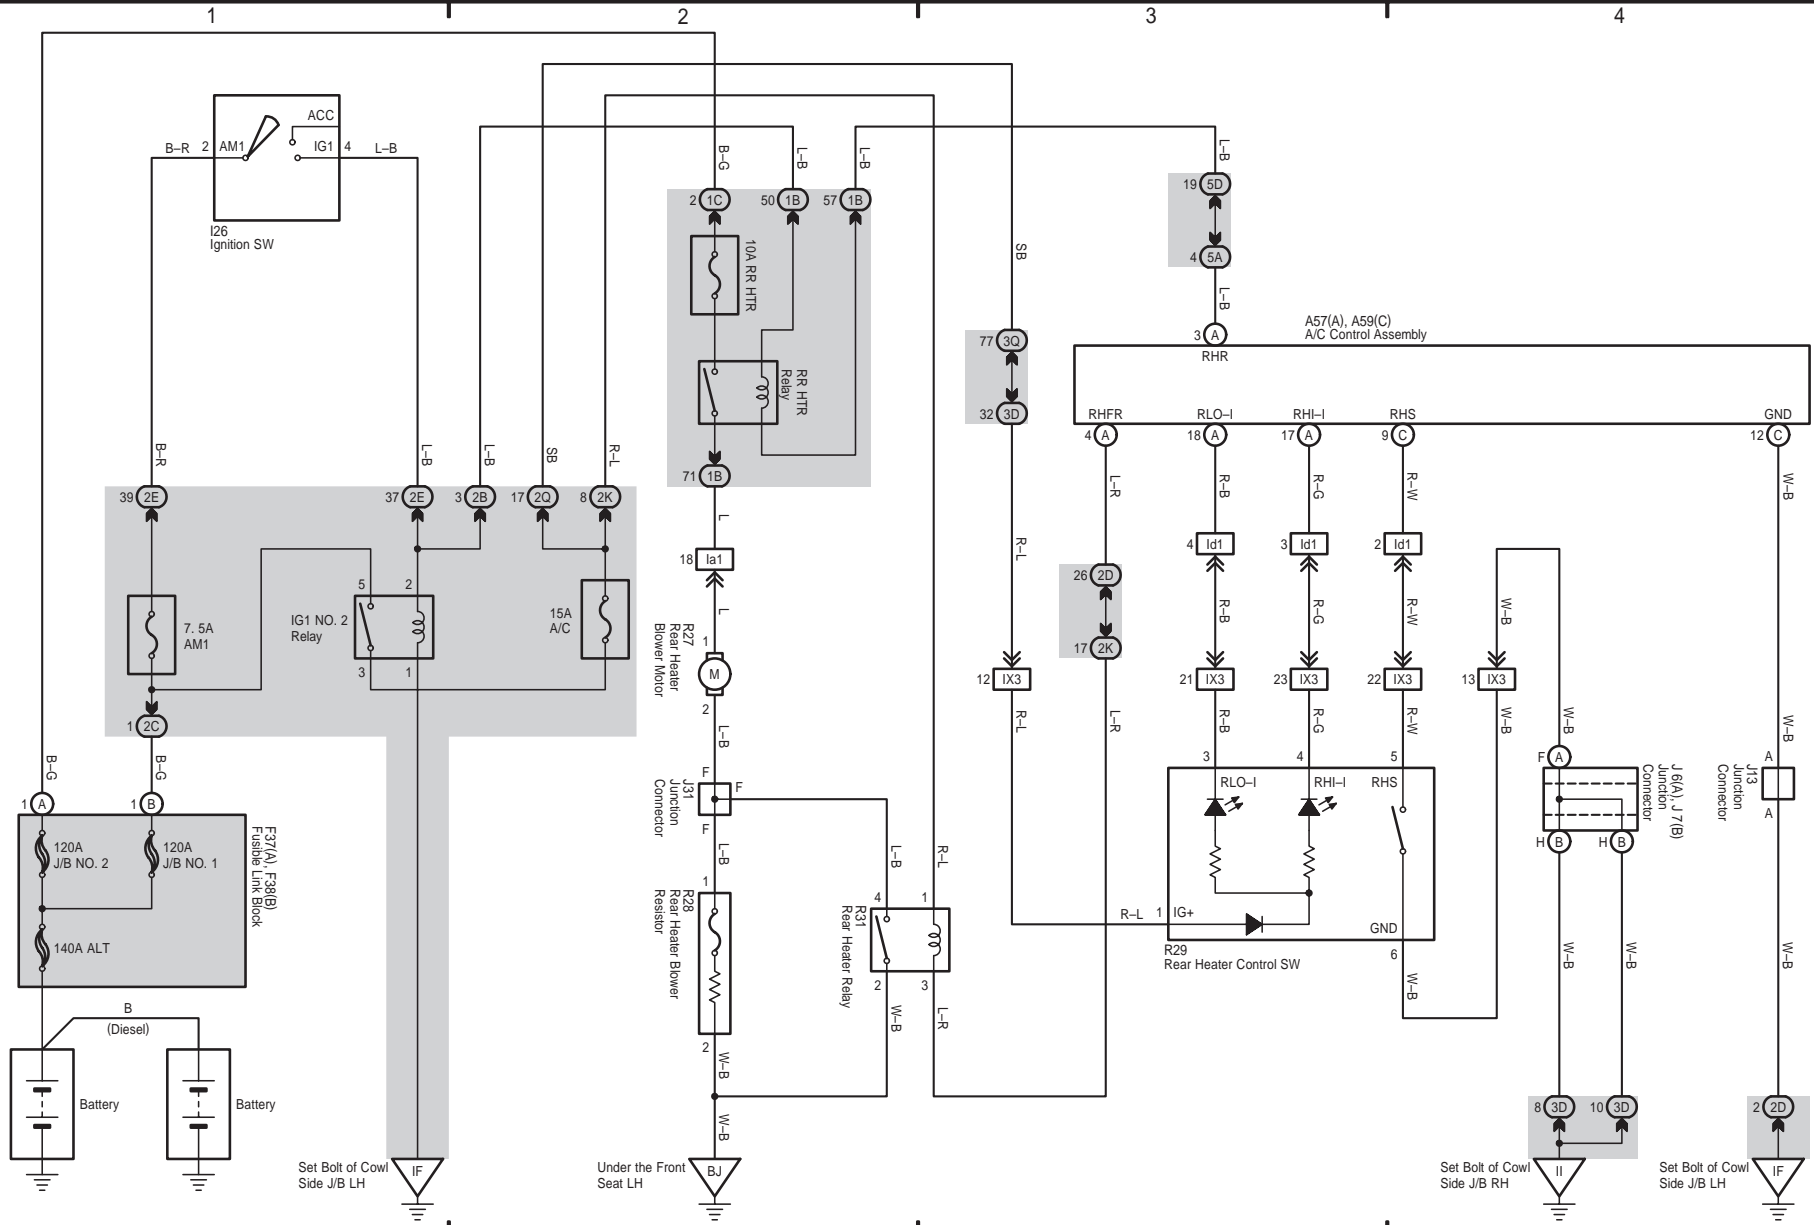 1
2
3
4
ACC
B–R
2
AM1
IG1
4
L–B
I26
Ignition SW
B–G
L–B
L–B
L–B
2
1C
50
1B
57
1B
19
5D
4
5A
L–B
10A RR HTR
RR HTR
Relay
71
1B
SB
77
3Q
32
3D
3
A
A57(A), A59(C)
A/C Control Assembly
RHR
RHFR
RLO–I
RHI–I
RHS
GND
4
A
18
A
17
A
9
C
12
C
B–R
L–B
L–B
SB
R–L
39
2E
37
2E
3
2B
17
2Q
8
2K
L
L–R
R–B
R–G
R–W
W–B
18
Ia1
R–L
4
Id1
3
Id1
2
Id1
26
2D
17
2K
5
2
7. 5A
AM1
IG1 NO. 2
Relay
15A
A/C
3
1
L
R27
Rear Heater
Blower Motor
1
M
2
R–B
R–G
R–W
W–B
12
IX3
21
IX3
23
IX3
22
IX3
13
IX3
1
2C
L–B
R–L
L–R
R–B
R–G
R–W
W–B
W–B
W–B
B–G
B–G
1
A
1
B
F
F
J31
Junction
Connector
F
3
4
5
RLO–I
RHI–I
RHS
F
A
J 6(A), J 7(B)
Junction
Connector
H
B
H
B
A
J13
Junction
Connector
A
120A
J/B NO. 2
120A
J/B NO. 1
F37(A), F38(B)
Fusible Link Block
140A ALT
L–B
L–B
R–L
1
R28
Rear Heater Blower
Resistor
2
4
1
R31
Rear Heater Relay
2
3
R–L
1
IG+
GND
R29
Rear Heater Control SW
6
W–B
W–B
W–B
W–B
B
(Diesel)
Battery
Battery
W–B
L–R
W–B
W–B
8
3D
10
3D
2
2D
Set Bolt of Cowl
Side J/B LH
IF
Under the Front
Seat LH
BJ
Set Bolt of Cowl
Side J/B RH
II
Set Bolt of Cowl
Side J/B LH
IF